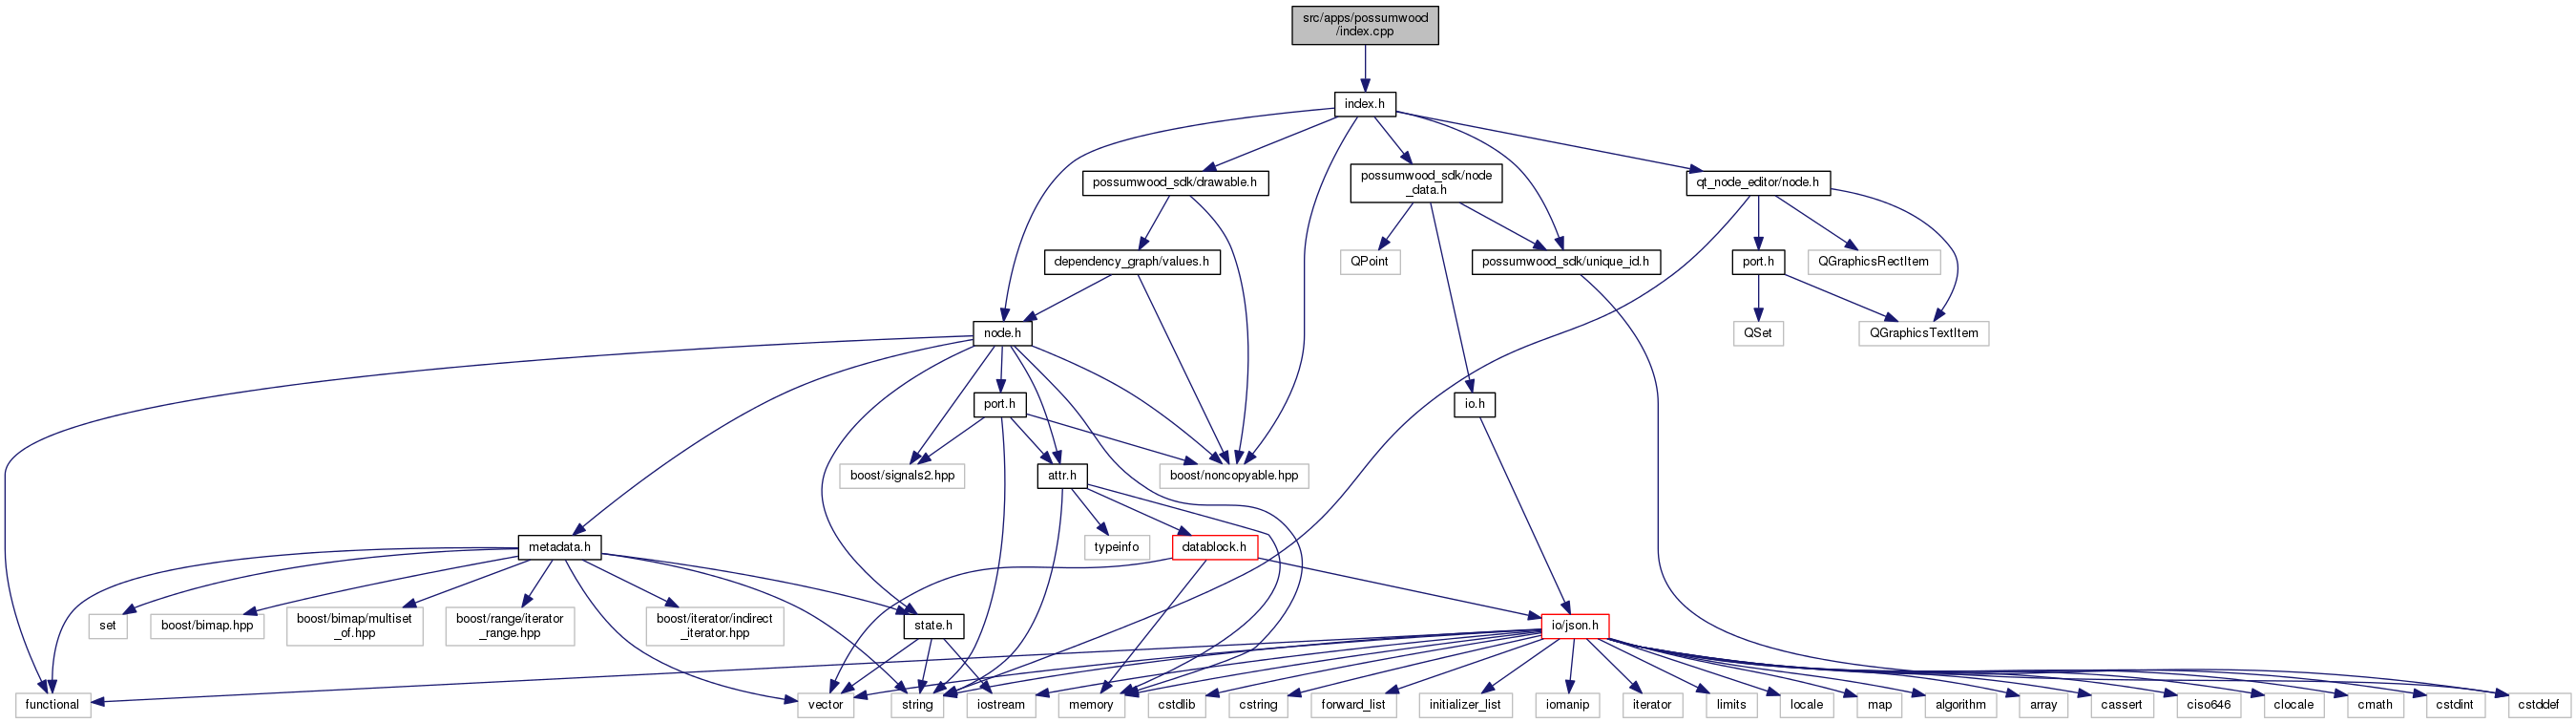 src/apps/possumwood
/index.cpp
index.h
possumwood_sdk/drawable.h
possumwood_sdk/node
_data.h
qt_node_editor/node.h
dependency_graph/values.h
QPoint
possumwood_sdk/unique_id.h
port.h
QGraphicsRectItem
node.h
QSet
QGraphicsTextItem
port.h
io.h
boost/signals2.hpp
attr.h
boost/noncopyable.hpp
metadata.h
typeinfo
datablock.h
set
boost/bimap.hpp
boost/bimap/multiset
_of.hpp
boost/range/iterator
_range.hpp
boost/iterator/indirect
_iterator.hpp
state.h
io/json.h
functional
vector
string
iostream
memory
cstdlib
cstring
forward_list
initializer_list
iomanip
iterator
limits
locale
map
algorithm
array
cassert
ciso646
clocale
cmath
cstdint
cstddef